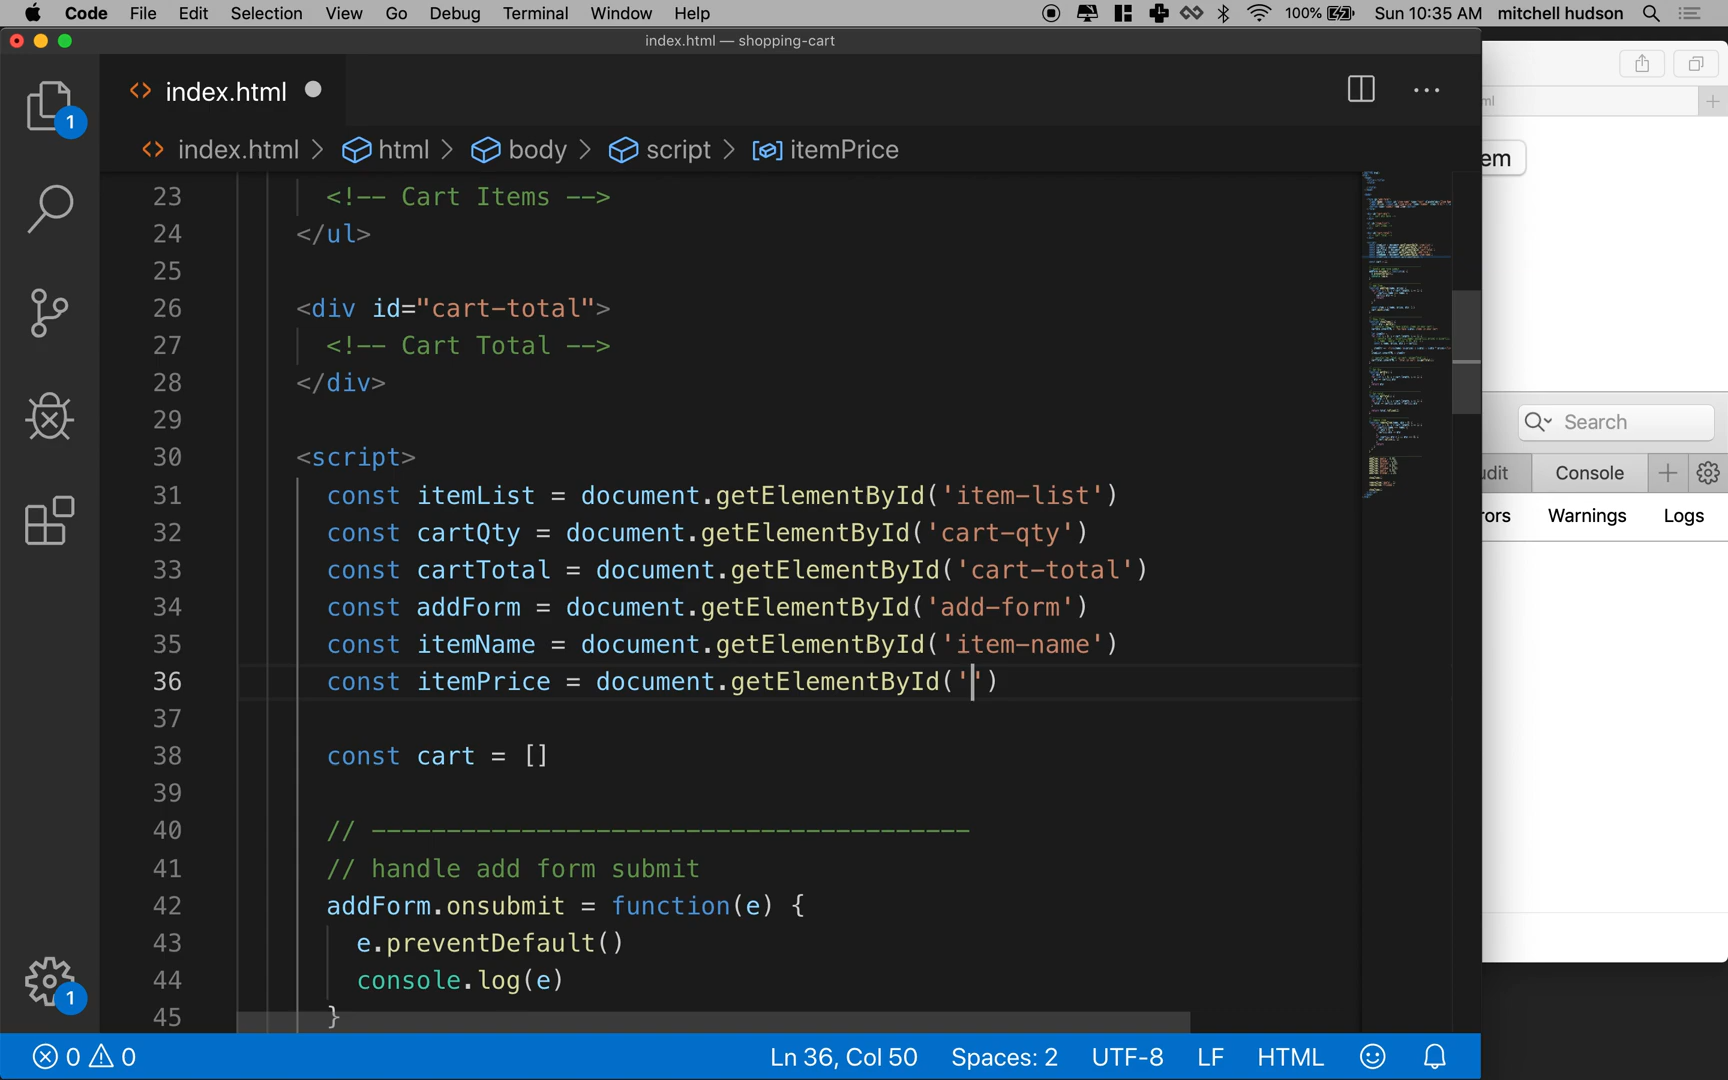 Code File Edit Selection View Go Debug Terminal Window Help 100% Sun 10:35 AM mitchell hudson
index.html — shopping-cart
<> index.html
index.html > html > body > script > itemPrice
23 <!-- Cart Items -->
24 </ul>
25
26 <div id="cart-total">
27 <!-- Cart Total -->
28 </div>
29
30 <script>
31 const itemList = document.getElementById('item-list')
32 const cartQty = document.getElementById('cart-qty')
33 const cartTotal = document.getElementById('cart-total')
34 const addForm = document.getElementById('add-form')
35 const itemName = document.getElementById('item-name')
36 const itemPrice = document.getElementById('')
37
38 const cart = []
39
40 // ----------------------------------------
41 // handle add form submit
42 addForm.onsubmit = function(e) {
43 e.preventDefault()
44 console.log(e)
45 }
1
1
0 0 Ln 36, Col 50 Spaces: 2 UTF-8 LF HTML
ml
em
Search
udit Console
rors Warnings Logs